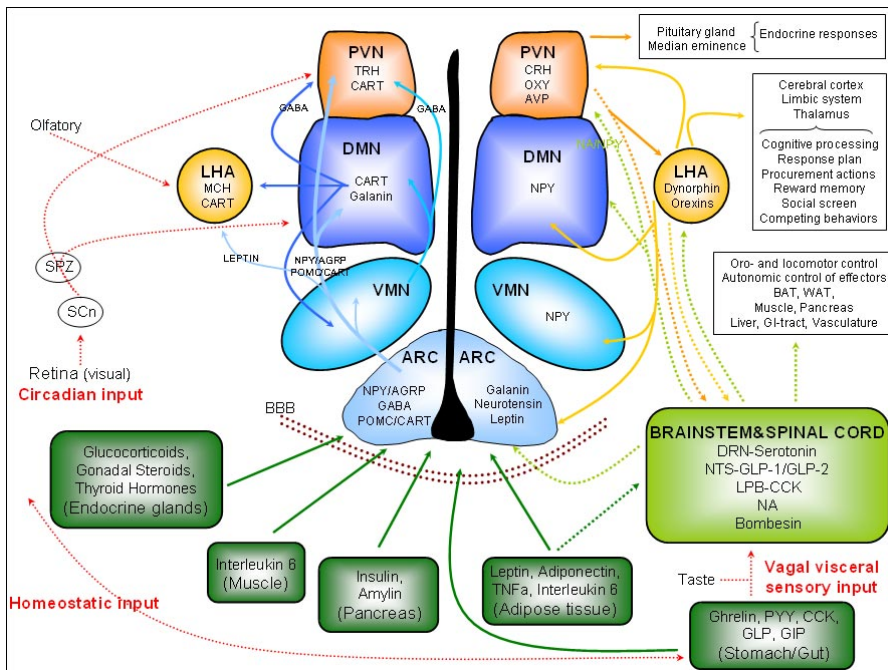 PVN
TRH
CART
PVN
CRH
OXY
AVP
Pituitary gland
Median eminence
Endocrine responses
GABA
GABA
Olfatory
LHA
MCH
CART
DMN
CART
Galanin
DMN
NPY
NA/NPY
LHA
Dynorphin
Orexins
Cerebral cortex
Limbic system
Thalamus
Cognitive processing
Response plan
Procurement actions
Reward memory
Social screen
Competing behaviors
LEPTIN
NPY/AGRP
POMC/CART
SPZ
SCn
VMN
VMN
NPY
Oro- and locomotor control
Autonomic control of effectors
BAT, WAT,
Muscle, Pancreas
Liver, GI-tract, Vasculature
Retina (visual)
Circadian input
ARC
NPY/AGRP
GABA
POMC/CART
ARC
Galanin
Neurotensin
Leptin
BBB
Glucocorticoids,
Gonadal Steroids,
Thyroid Hormones
(Endocrine glands)
BRAINSTEM&SPINAL CORD
DRN-Serotonin
NTS-GLP-1/GLP-2
LPB-CCK
NA
Bombesin
Interleukin 6
(Muscle)
Insulin,
Amylin
(Pancreas)
Leptin, Adiponectin,
TNFa, Interleukin 6
(Adipose tissue)
Taste
Vagal visceral
sensory input
Homeostatic input
Ghrelin, PYY, CCK,
GLP, GIP
(Stomach/Gut)